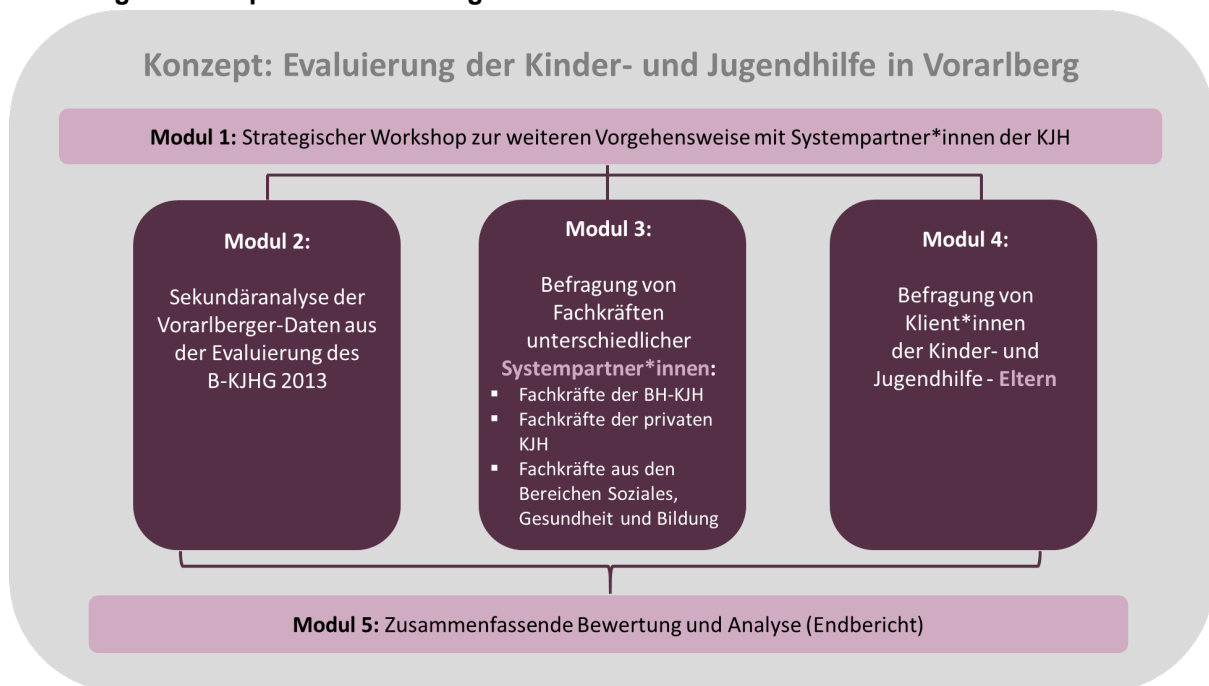 Konzept: Evaluierung der Kinder- und Jugendhilfe in Vorarlberg
Modul 1: Strategischer Workshop zur weiteren Vorgehensweise mit Systempartner*innen der KJH
Modul 2:
Sekundäranalyse der
Vorarlberger-Daten aus
der Evaluierung des
B-KJHG 2013
Modul 3:
Befragung von
Fachkräften
unterschiedlicher
Systempartner*innen:
▪ Fachkräfte der BH-KJH
▪ Fachkräfte der privaten
KJH
▪ Fachkräfte aus den
Bereichen Soziales,
Gesundheit und Bildung
Modul 4:
Befragung von
Klient*innen
der Kinder- und
Jugendhilfe - Eltern
Modul 5: Zusammenfassende Bewertung und Analyse (Endbericht)